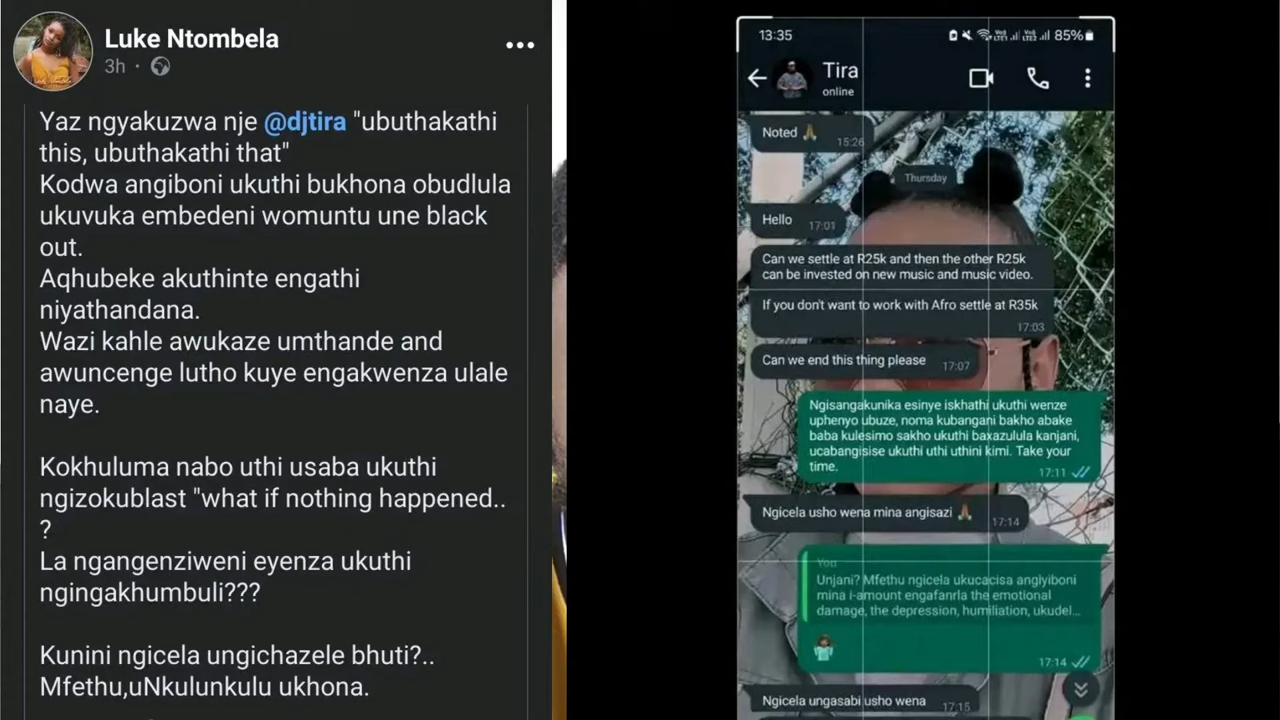 Luke Ntombela
3h
Yaz ngyakuzwa nje @djtira "ubuthakathi
this, ubuthakathi that"
Kodwa angiboni ukuthi bukhona obudlula
ukuvuka embedeni womuntu une black
out.
Aqhubeke akuthinte engathi
niyathandana.
Wazi kahle awukaze umthande and
awuncenge lutho kuye engakwenza ulale
naye.
Kokhuluma nabo uthi usaba ukuthi
ngizokublast "what if nothing happened..
?
La ngangenziweni eyenza ukuthi
ngingakhumbuli???
Kunini ngicela ungichazele bhuti?..
Mfethu,uNkulunkulu ukhona.
13:35
85%
Tira
online
Noted 🙏
15:26
Thursday
Hello
17:01
Can we settle at R25k and then the other R25k
can be invested on new music and music video.
If you don't want to work with Afro settle at R35k
17:03
Can we end this thing please
17:07
Ngisangakunika esinye iskhathi ukuthi wenze
uphenyo ubuze, noma kubangani bakho abake
baba kulesimo sakho ukuthi baxazulula kanjani,
ucabangisise ukuthi uthi uthini kimi. Take your
time.
17:11
Ngicela usho wena mina angisazi 🙏
17:14
You
Unjani? Mfethu ngicela ukucacisa angiyiboni
mina i-amount engafanrla the emotional
damage, the depression, humiliation, ukudel...
17:14
Ngicela ungasabi usho wena
17:15